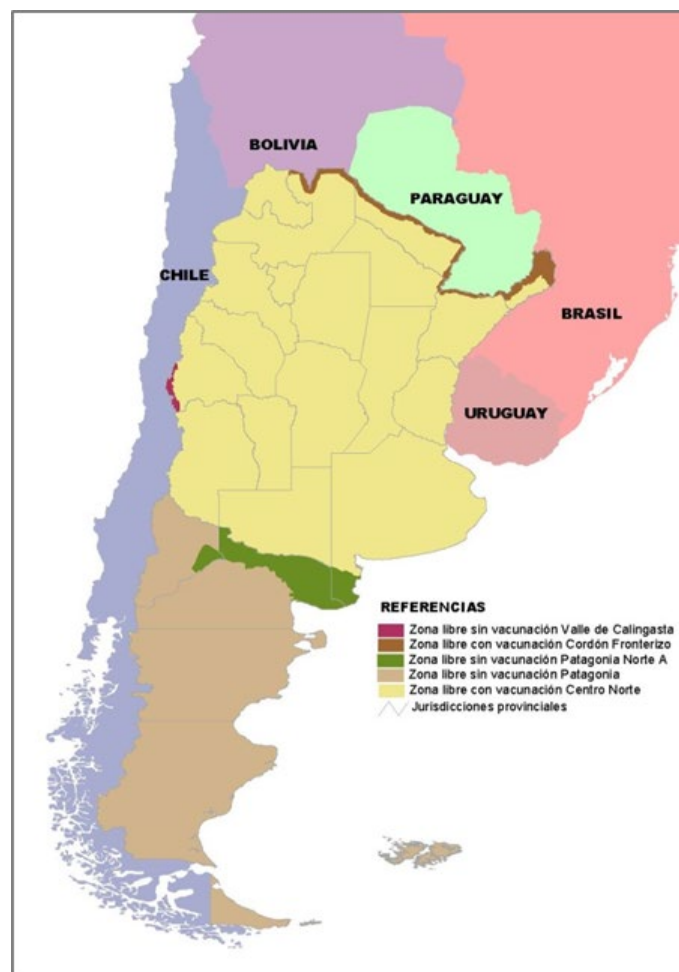 BOLIVIA
PARAGUAY
CHILE
BRASIL
URUGUAY
REFERENCIAS
Zona libre sin vacunación Valle de Calingasta
Zona libre con vacunación Cordón Fronterizo
Zona libre sin vacunación Patagonia Norte A
Zona libre sin vacunación Patagonia
Zona libre con vacunación Centro Norte
Jurisdicciones provinciales